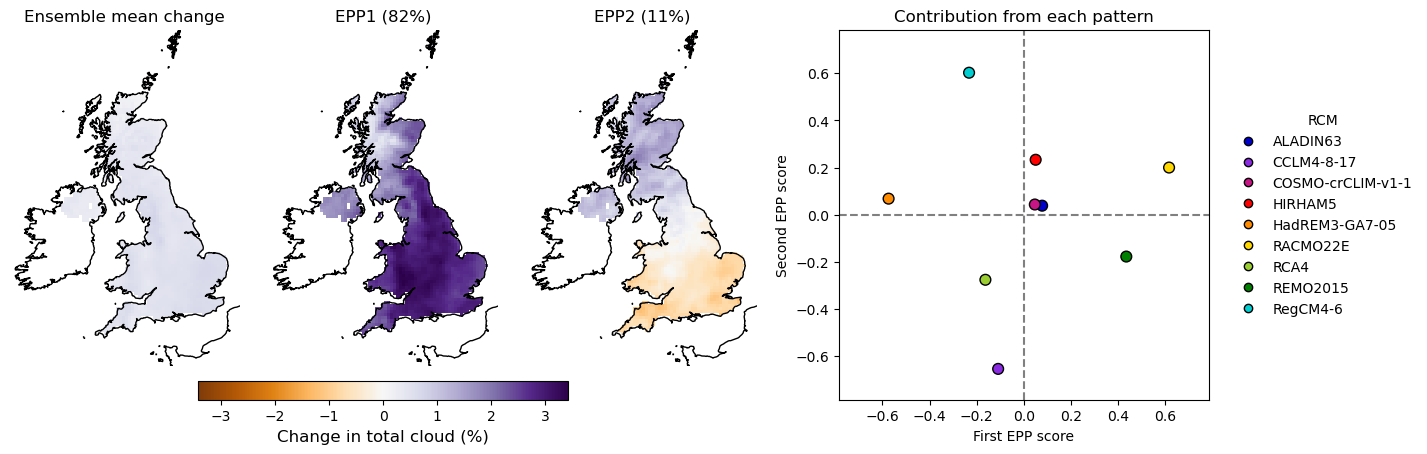 Ensemble mean change
EPP1 (82%)
EPP2 (11%)
−3 −2 −1 0 1 2 3
Change in total cloud (%)
Contribution from each pattern
Second EPP score
0.6
0.4
0.2
0.0
−0.2
−0.4
−0.6
−0.6 −0.4 −0.2 0.0 0.2 0.4 0.6
First EPP score
RCM
ALADIN63
CCLM4-8-17
COSMO-crCLIM-v1-1
HIRHAM5
HadREM3-GA7-05
RACMO22E
RCA4
REMO2015
RegCM4-6